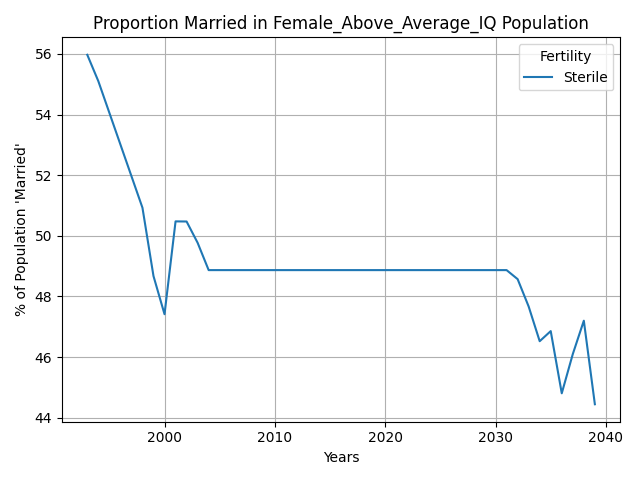 Proportion Married in Female_Above_Average_IQ Population
Fertility
Sterile
% of Population 'Married'
56
54
52
50
48
46
44
2000
2010
2020
2030
2040
Years